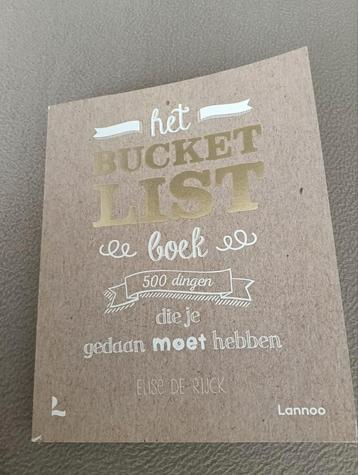 het
BUCKET
LIST
boek
500 dingen
die je
gedaan moet hebben
ELISE DE RIJCK
Lannoo